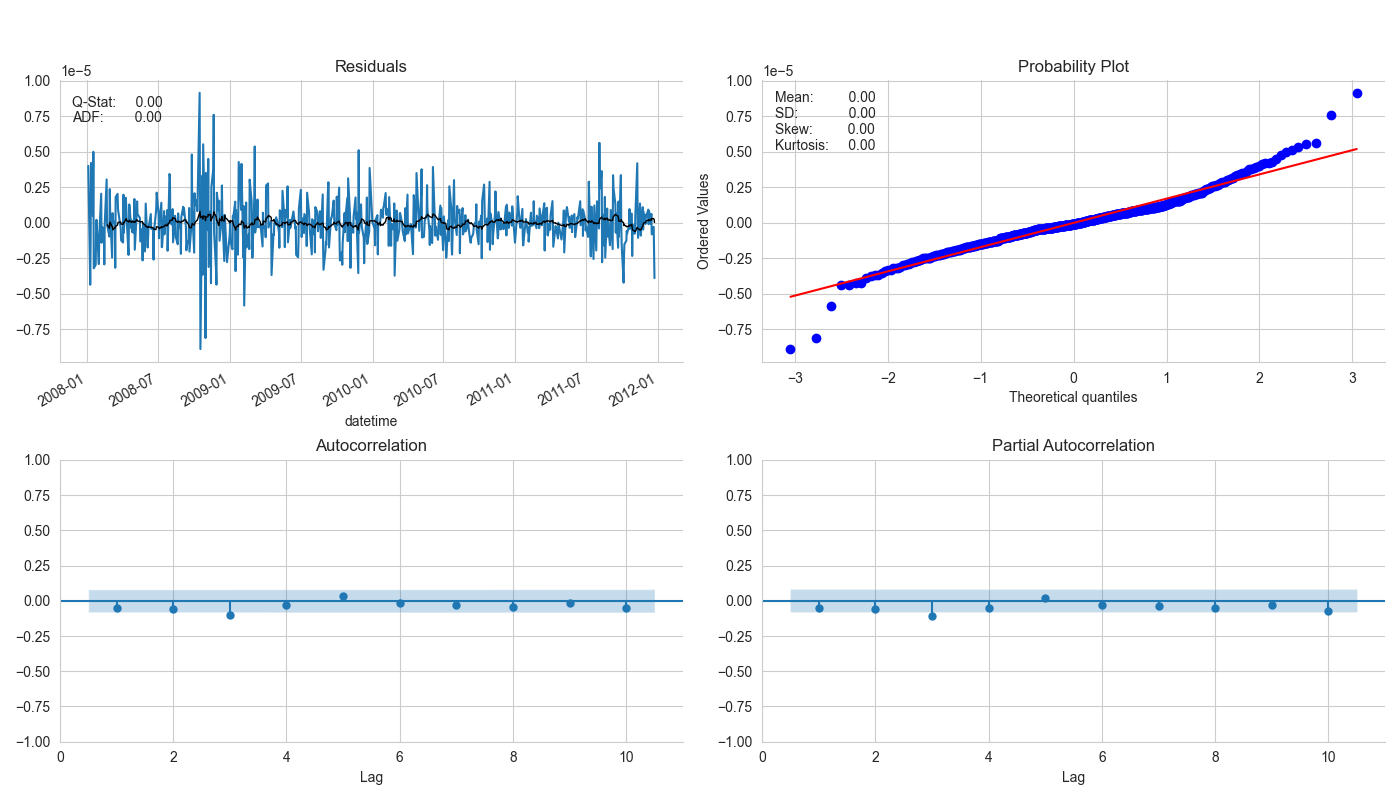 Residuals
1e−5
1.00
0.75
0.50
0.25
0.00
−0.25
−0.50
−0.75
Q-Stat: 0.00
ADF: 0.00
2008-01 2008-07 2009-01 2009-07 2010-01 2010-07 2011-01 2011-07 2012-01
datetime
Probability Plot
1e−5
1.00
0.75
0.50
0.25
0.00
−0.25
−0.50
−0.75
Ordered Values
Mean: 0.00
SD: 0.00
Skew: 0.00
Kurtosis: 0.00
−3 −2 −1 0 1 2 3
Theoretical quantiles
Autocorrelation
1.00
0.75
0.50
0.25
0.00
−0.25
−0.50
−0.75
−1.00
0 2 4 6 8 10
Lag
Partial Autocorrelation
1.00
0.75
0.50
0.25
0.00
−0.25
−0.50
−0.75
−1.00
0 2 4 6 8 10
Lag